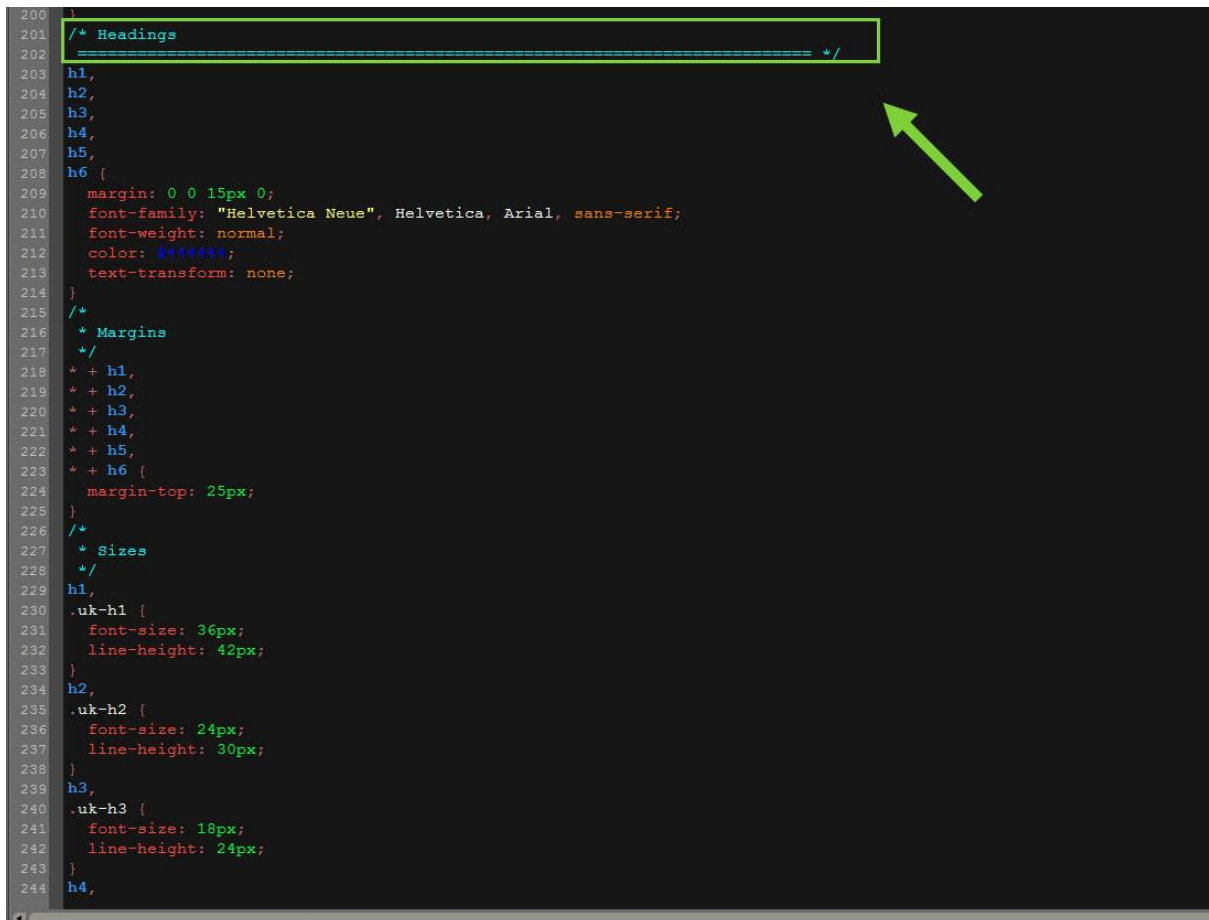 200 }
201 /* Headings
202  ========================================================================== */
203 h1,
204 h2,
205 h3,
206 h4,
207 h5,
208 h6 {
209   margin: 0 0 15px 0;
210   font-family: "Helvetica Neue", Helvetica, Arial, sans-serif;
211   font-weight: normal;
212   color: #444444;
213   text-transform: none;
214 }
215 /*
216  * Margins
217  */
218 * + h1,
219 * + h2,
220 * + h3,
221 * + h4,
222 * + h5,
223 * + h6 {
224   margin-top: 25px;
225 }
226 /*
227  * Sizes
228  */
229 h1,
230 .uk-h1 {
231   font-size: 36px;
232   line-height: 42px;
233 }
234 h2,
235 .uk-h2 {
236   font-size: 24px;
237   line-height: 30px;
238 }
239 h3,
240 .uk-h3 {
241   font-size: 18px;
242   line-height: 24px;
243 }
244 h4,